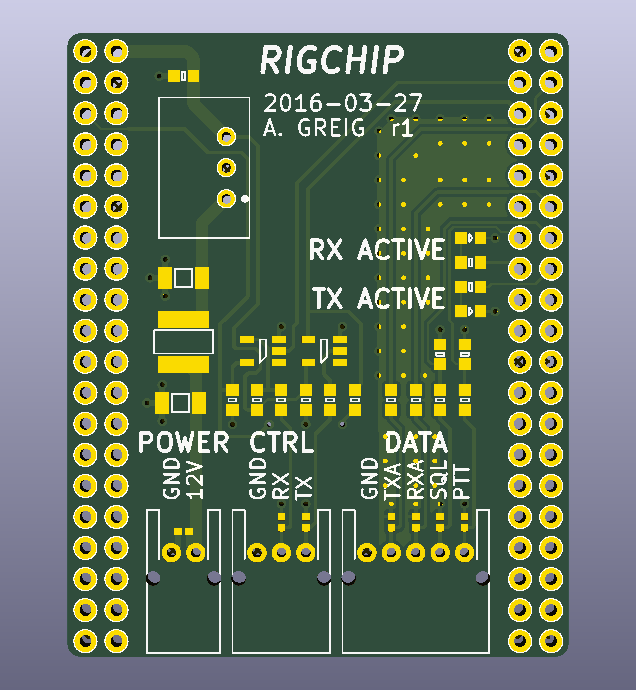 RIGCHIP
2016-03-27
A. GREIG r1
RX ACTIVE
TX ACTIVE
POWER CTRL DATA
GND
12V
GND
RX
TX
GND
TXA
RXA
SQL
PTT